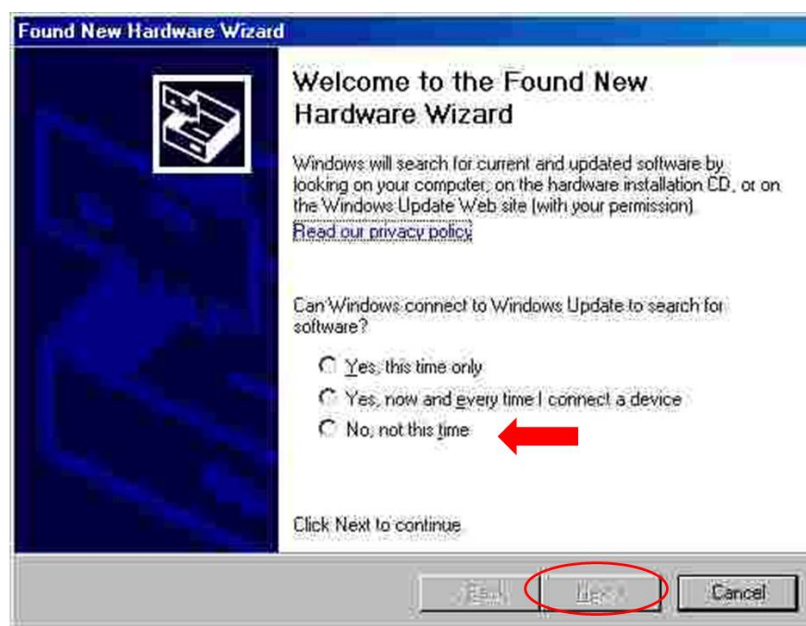 Found New Hardware Wizard
Welcome to the Found New
Hardware Wizard
Windows will search for current and updated software by
looking on your computer, on the hardware installation CD, or on
the Windows Update Web site (with your permission).
Read our privacy policy
Can Windows connect to Windows Update to search for
software?
Yes, this time only
Yes, now and every time I connect a device
No, not this time
Click Next to continue
< Back
Next >
Cancel